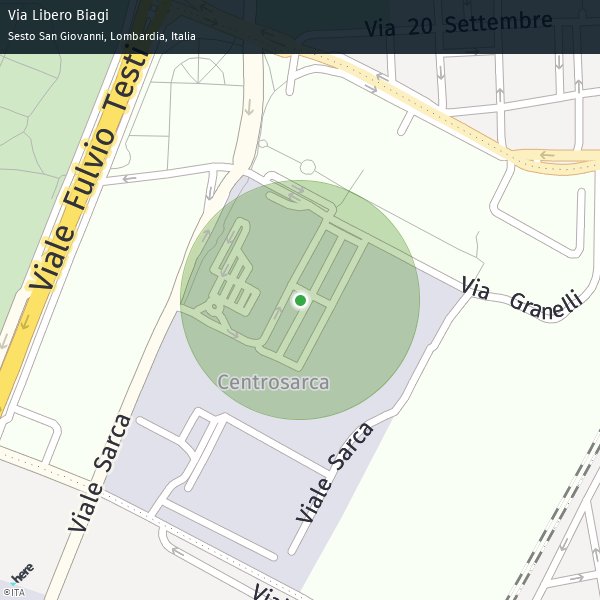 Via Libero Biagi
Sesto San Giovanni, Lombardia, Italia
Via 20 Settembre
Viale Fulvio Testi
Via Granelli
Centrosarca
Viale Sarca
Viale Sarca
Viale
here
©ITA